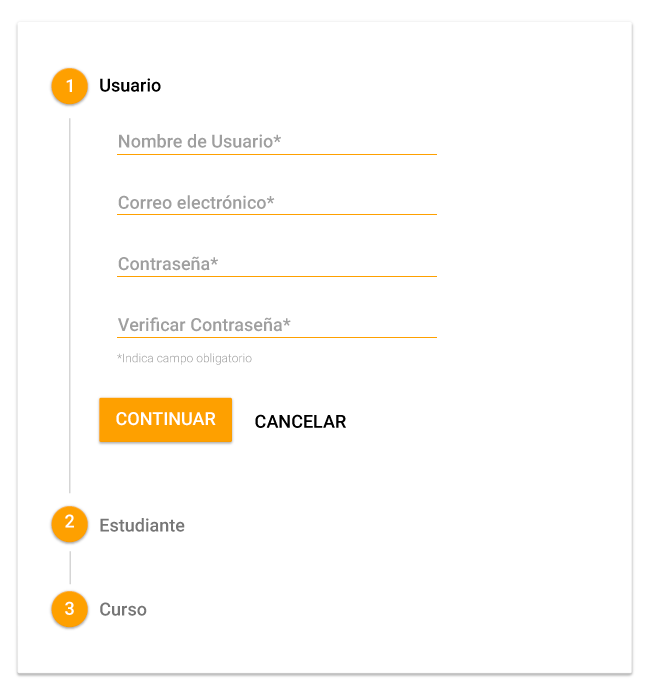 1 Usuario
Nombre de Usuario*
Correo electrónico*
Contraseña*
Verificar Contraseña*
*Indica campo obligatorio
CONTINUAR CANCELAR
2 Estudiante
3 Curso